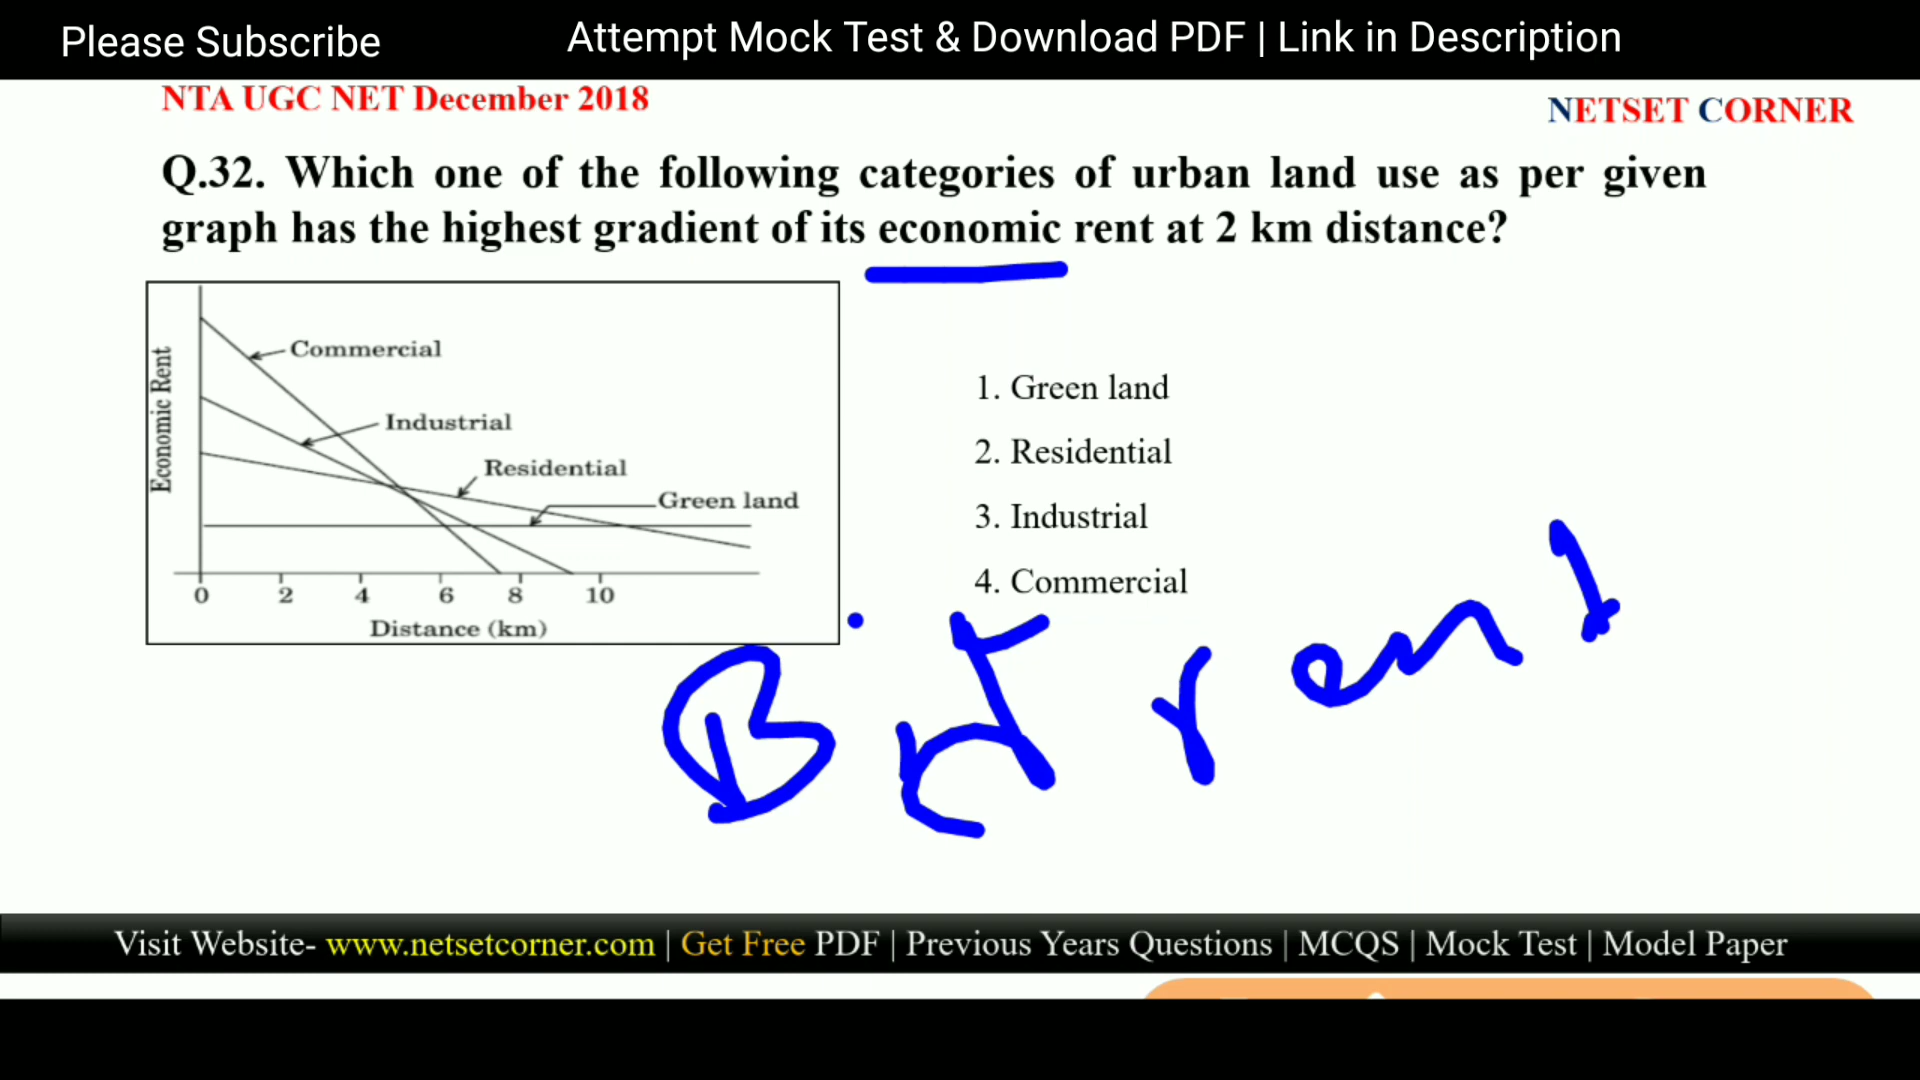 Please Subscribe
Attempt Mock Test & Download PDF | Link in Description
NTA UGC NET December 2018
NETSET CORNER
Q.32. Which one of the following categories of urban land use as per given
graph has the highest gradient of its economic rent at 2 km distance?
Economic Rent
Commercial
Industrial
Residential
Green land
0 2 4 6 8 10
Distance (km)
1. Green land
2. Residential
3. Industrial
4. Commercial
rent
Visit Website- www.netsetcorner.com | Get Free PDF | Previous Years Questions | MCQS | Mock Test | Model Paper